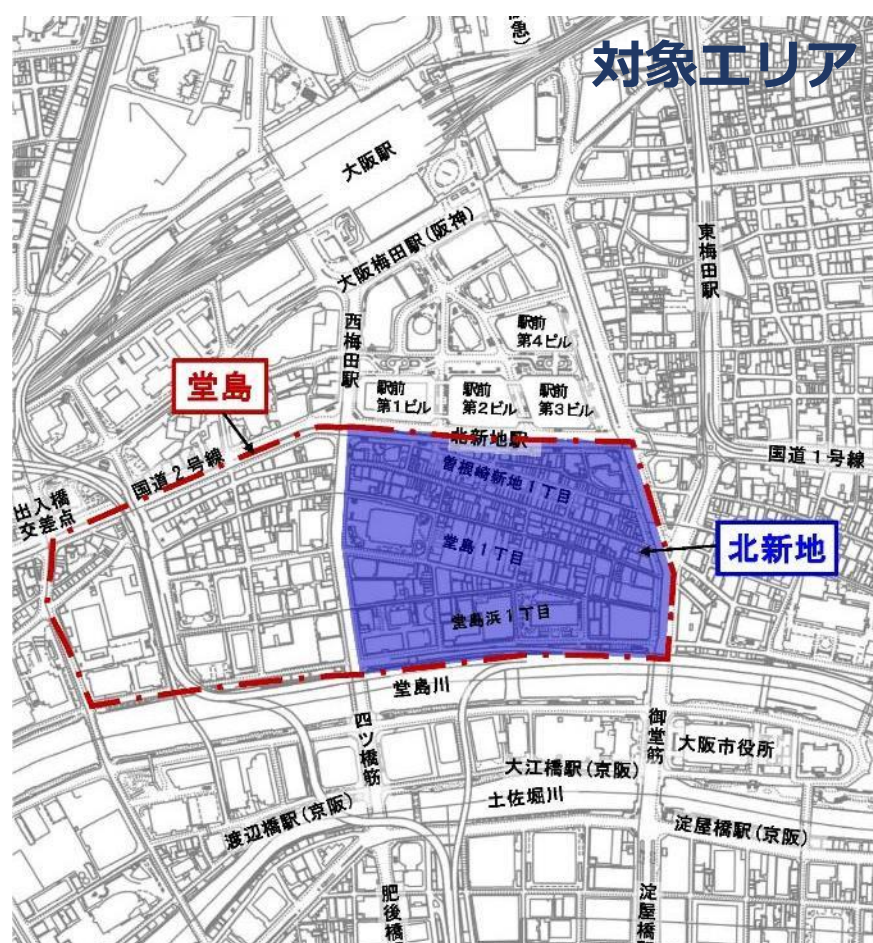 急)
対象エリア
大阪駅
大阪梅田駅(阪神)
東梅田駅
西梅田駅
駅前
第4ビル
堂島
駅前
第1ビル
駅前
第2ビル
駅前
第3ビル
北新地駅
国道2号線
国道1号線
曽根崎新地1丁目
出入橋
交差点
堂島1丁目
北新地
堂島浜1丁目
堂島川
四ツ橋筋
御堂筋
大阪市役所
大江橋駅(京阪)
土佐堀川
渡辺橋駅(京阪)
淀屋橋駅(京阪)
肥後橋
淀屋橋